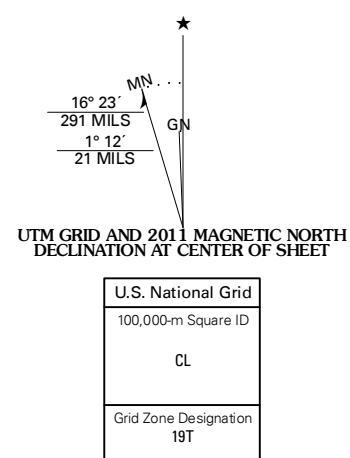 ★
MN
16° 23´
291 MILS
GN
1° 12´
21 MILS
UTM GRID AND 2011 MAGNETIC NORTH
DECLINATION AT CENTER OF SHEET
U.S. National Grid
100,000-m Square ID
CL
Grid Zone Designation
19T